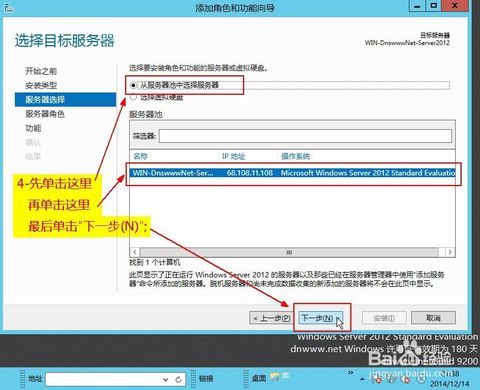 添加角色和功能向导
选择目标服务器
目标服务器
WIN-DnswwwNet-Server2012
开始之前
安装类型
服务器选择
服务器角色
功能
确认
结果
选择要安装角色和功能的服务器或虚拟硬盘。
从服务器池中选择服务器
选择虚拟硬盘
服务器池
筛选器:
名称 IP 地址 操作系统
WIN-DnswwwNet-Ser... 68.108.11.108 Microsoft Windows Server 2012 Standard Evaluatio
4-先单击这里
再单击这里
最后单击"下一步(N)";
找到 1 个计算机
此页显示了正在运行 Windows Server 2012 的服务器以及那些已经在服务器管理器中使用"添加服务
器"命令所添加的服务器。脱机服务器和尚未完成数据收集的新添加的服务器将不会在此页中显示。
< 上一步(P) 下一步(N) > 安装(I) 取消
Windows Server 2012 Standard Evaluation
dnwww.net Windows 许可 有效期为 180 天
9200
地址 链接 桌面 库
2014/12/14
Baidu经验
jingyan.baidu.com